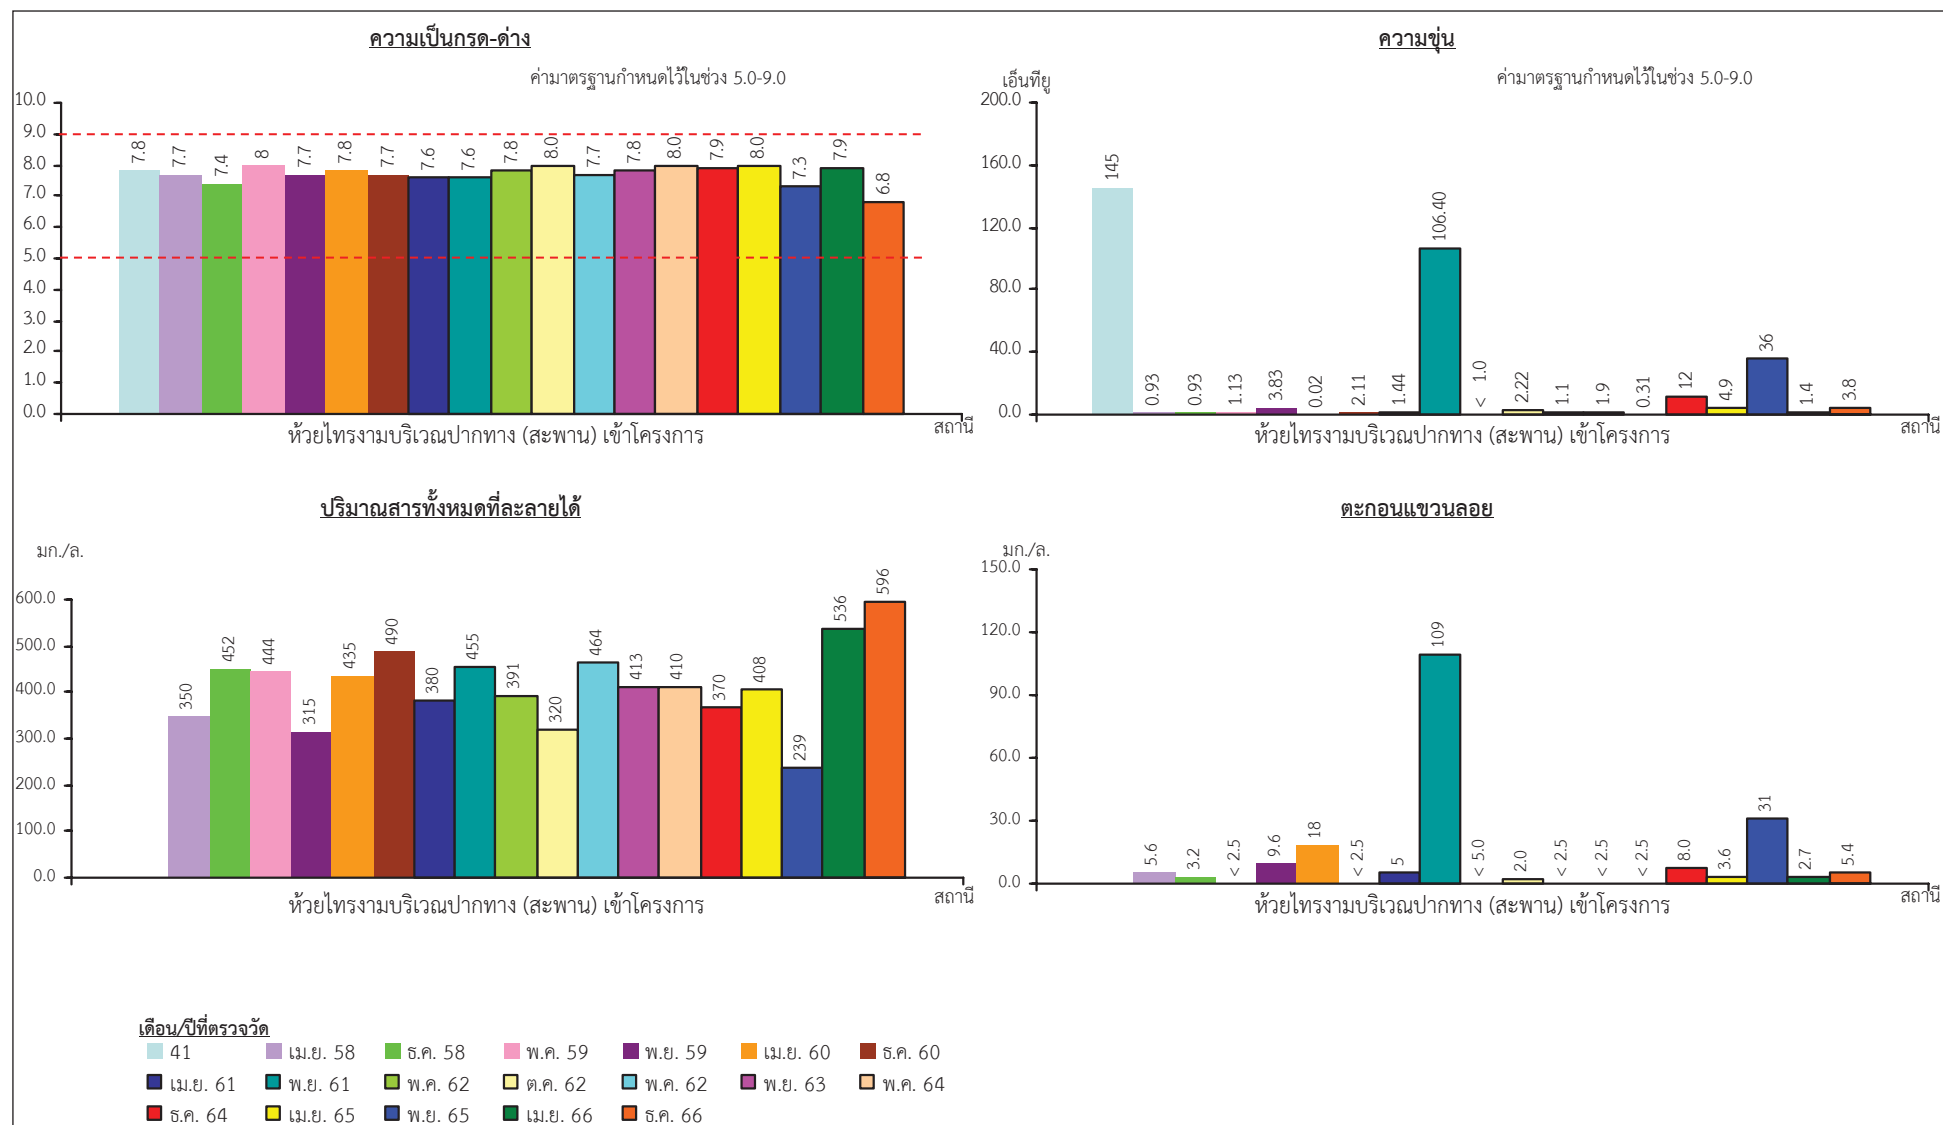 ความเป็นกรด-ด่าง
ค่ามาตรฐานกำหนดไว้ในช่วง 5.0-9.0
10.0
9.0
8.0
7.0
6.0
5.0
4.0
3.0
2.0
1.0
0.0
7.8 7.7 7.4 8 7.7 7.8 7.7 7.6 7.6 7.8 8.0 7.7 7.8 8.0 7.9 8.0 7.3 7.9 6.8
สถานี
ห้วยไทรงามบริเวณปากทาง (สะพาน) เข้าโครงการ
ความขุ่น
เอ็นทียู
ค่ามาตรฐานกำหนดไว้ในช่วง 5.0-9.0
200.0
160.0
120.0
80.0
40.0
0.0
145 0.93 0.93 1.13 3.83 0.02 2.11 1.44 106.40 < 1.0 2.22 1.1 1.9 0.31 12 4.9 36 1.4 3.8
สถานี
ห้วยไทรงามบริเวณปากทาง (สะพาน) เข้าโครงการ
ปริมาณสารทั้งหมดที่ละลายได้
มก./ล.
600.0
500.0
400.0
300.0
200.0
100.0
0.0
350 452 444 315 435 490 380 455 391 320 464 413 410 370 408 239 536 596
สถานี
ห้วยไทรงามบริเวณปากทาง (สะพาน) เข้าโครงการ
ตะกอนแขวนลอย
มก./ล.
150.0
120.0
90.0
60.0
30.0
0.0
5.6 3.2 < 2.5 9.6 18 < 2.5 5 109 < 5.0 2.0 < 2.5 < 2.5 < 2.5 8.0 3.6 31 2.7 5.4
สถานี
ห้วยไทรงามบริเวณปากทาง (สะพาน) เข้าโครงการ
เดือน/ปีที่ตรวจวัด
41 เม.ย. 58 ธ.ค. 58 พ.ค. 59 พ.ย. 59 เม.ย. 60 ธ.ค. 60
เม.ย. 61 พ.ย. 61 พ.ค. 62 ต.ค. 62 พ.ค. 62 พ.ย. 63 พ.ค. 64
ธ.ค. 64 เม.ย. 65 พ.ย. 65 เม.ย. 66 ธ.ค. 66